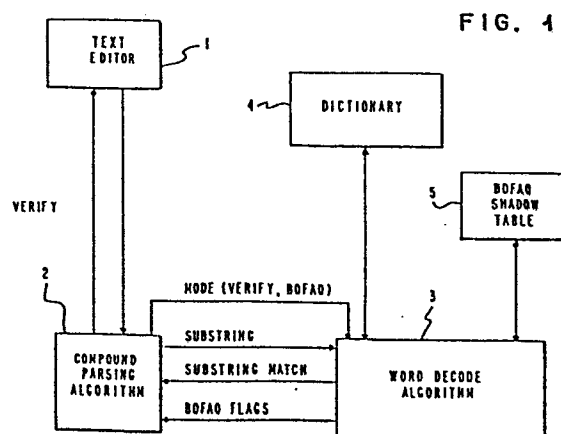 FIG. 1
TEXT
EDITOR
1
4
DICTIONARY
5
BOFAQ
SHADOW
TABLE
VERIFY
2
MODE (VERIFY, BOFAQ)
3
COMPOUND
PARSING
ALGORITHM
SUBSTRING
SUBSTRING MATCH
BOFAQ FLAGS
WORD DECODE
ALGORITHM